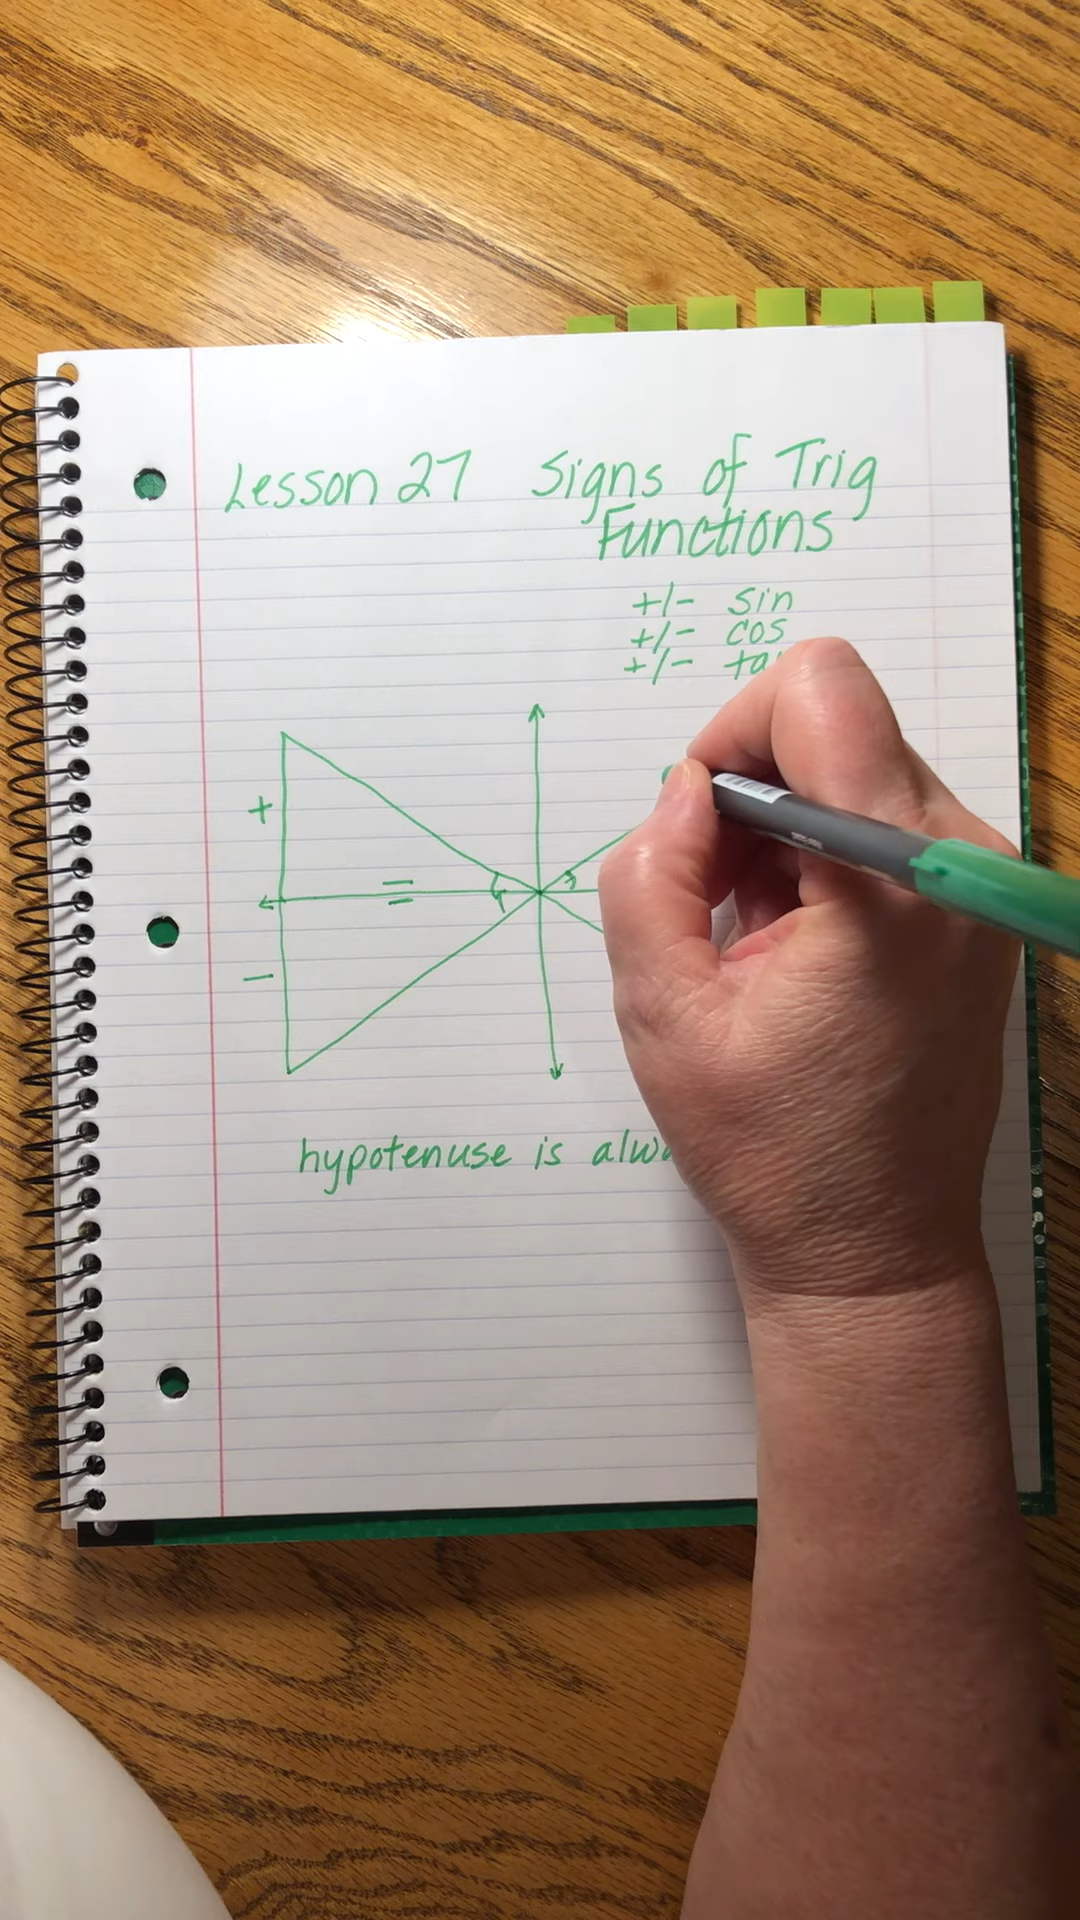 Lesson 27 Signs of Trig
Functions
+/- sin
+/- cos
+/-
+
=
-
hypotenuse is